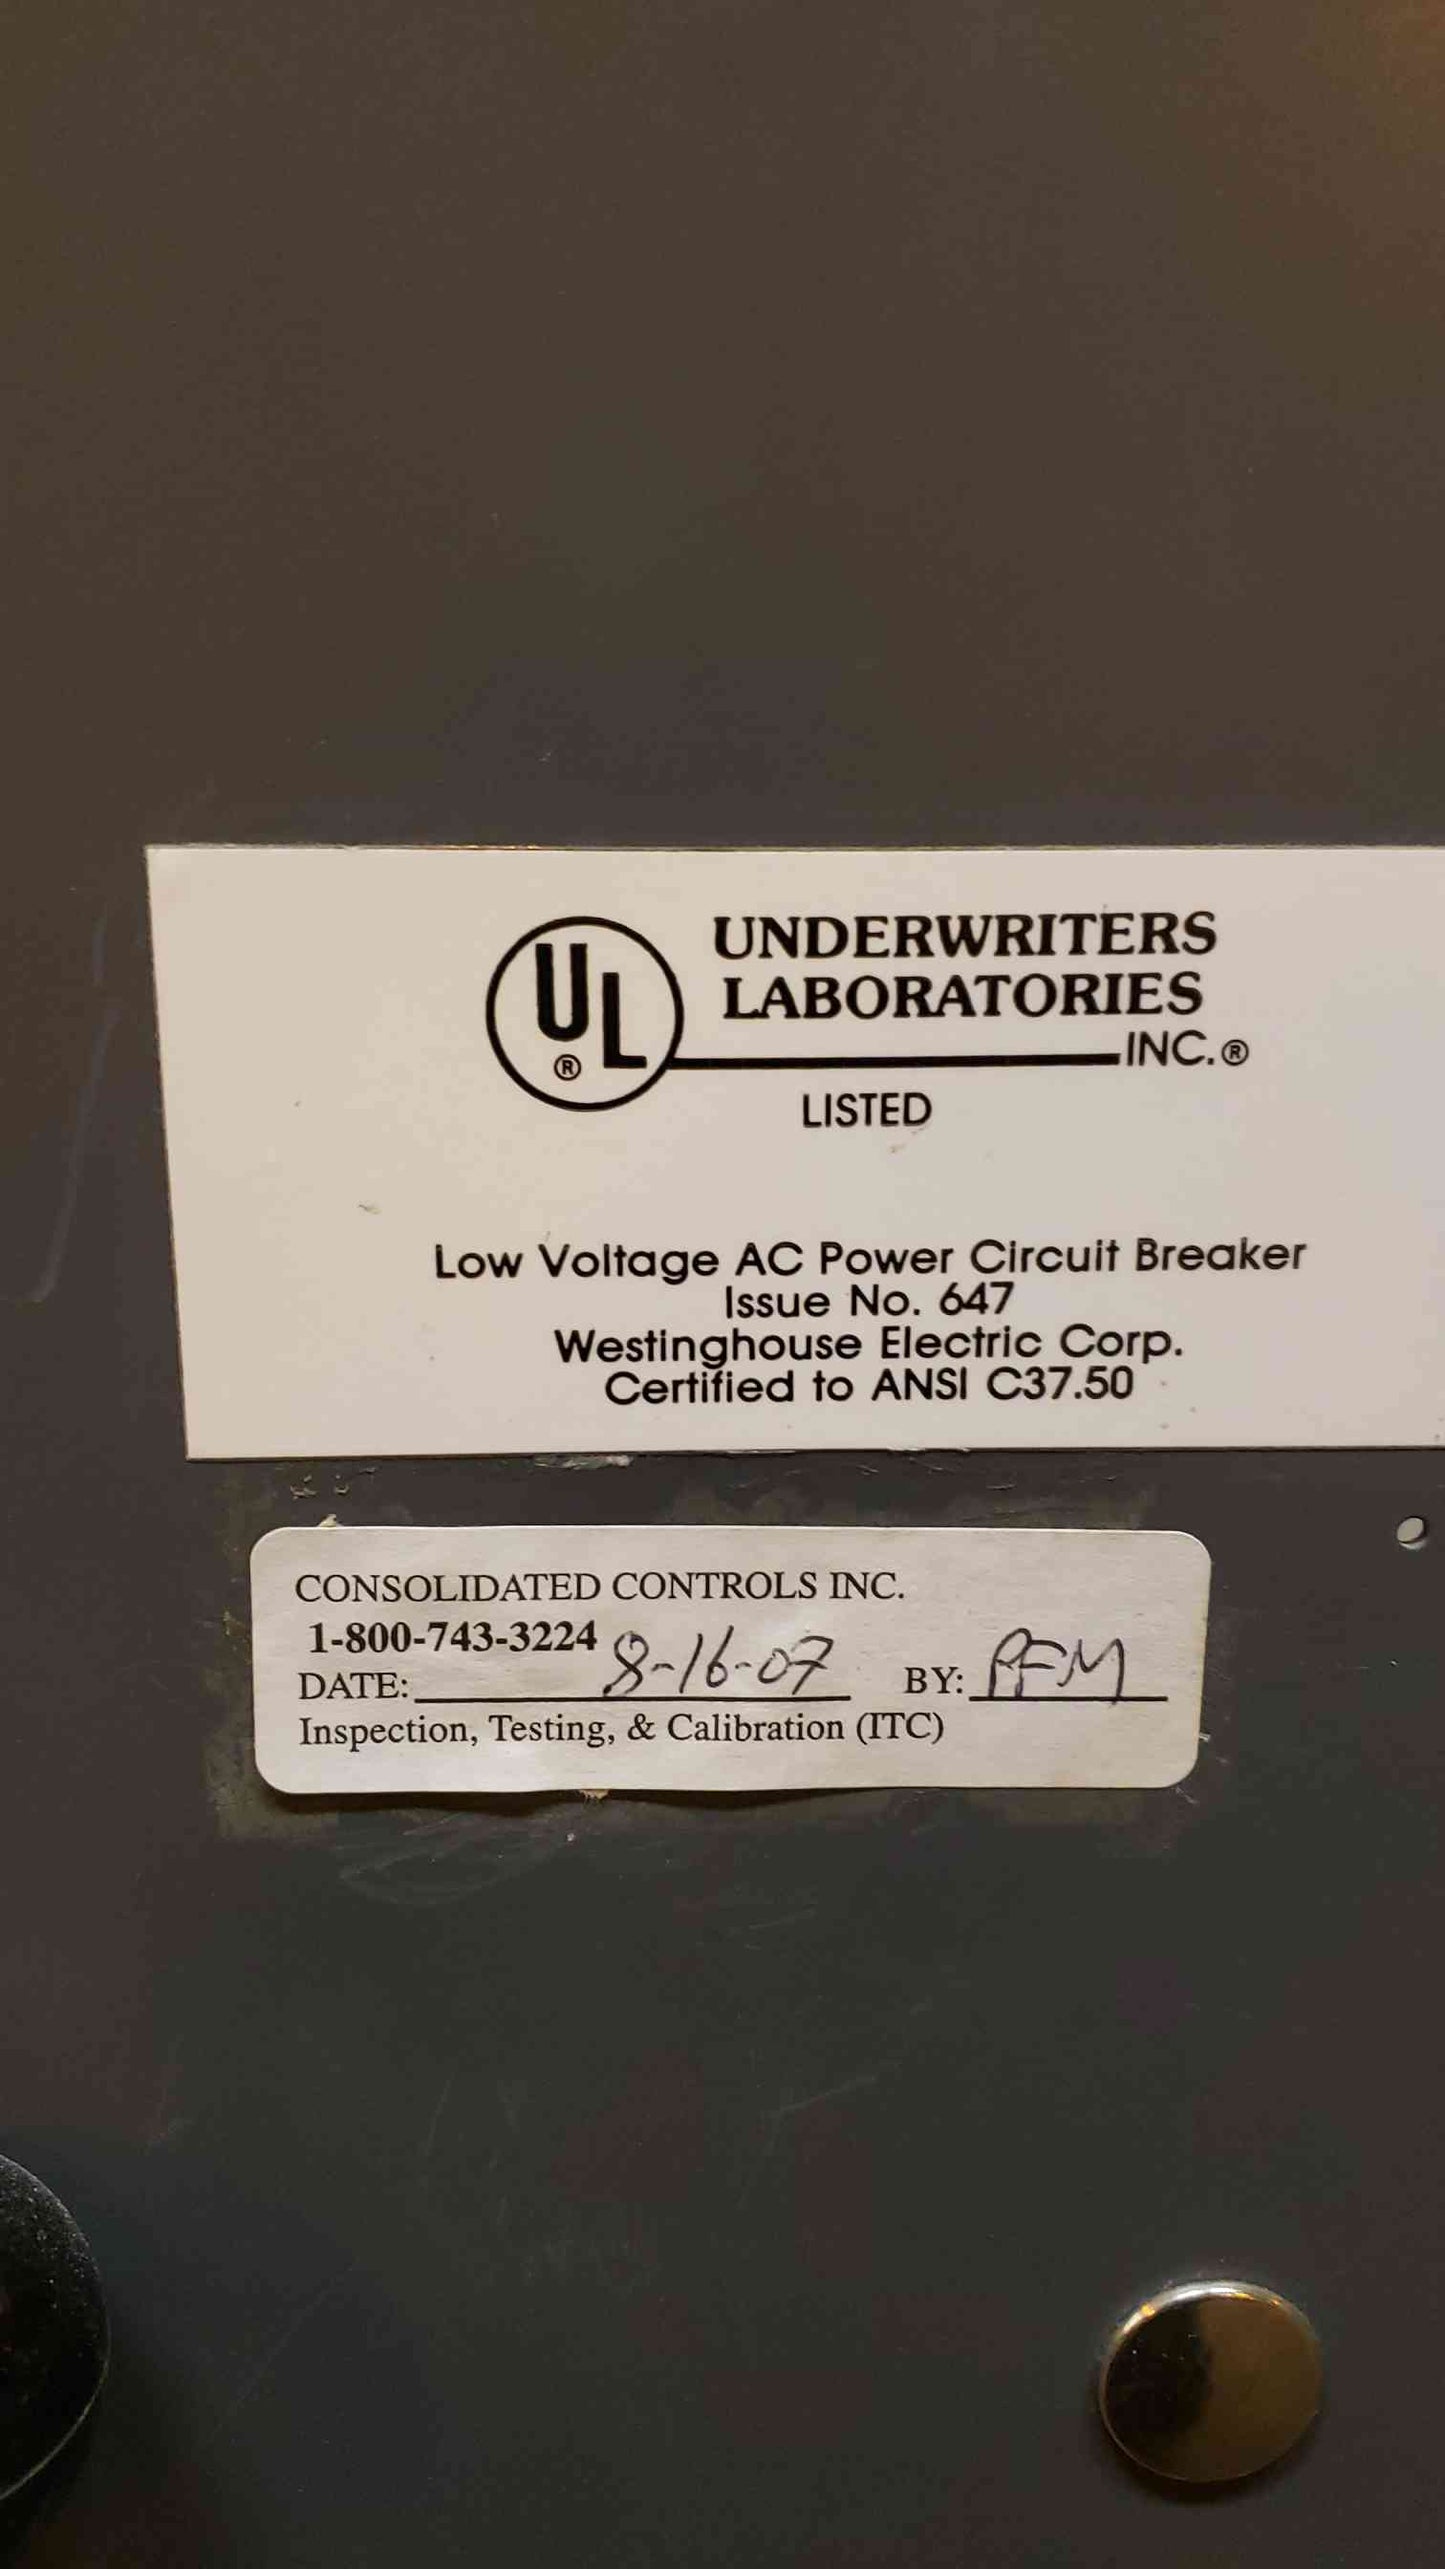 UL®
UNDERWRITERS
LABORATORIES
INC.®
LISTED
Low Voltage AC Power Circuit Breaker
Issue No. 647
Westinghouse Electric Corp.
Certified to ANSI C37.50
CONSOLIDATED CONTROLS INC.
1-800-743-3224
DATE: 8-16-07 BY: PFM
Inspection, Testing, & Calibration (ITC)